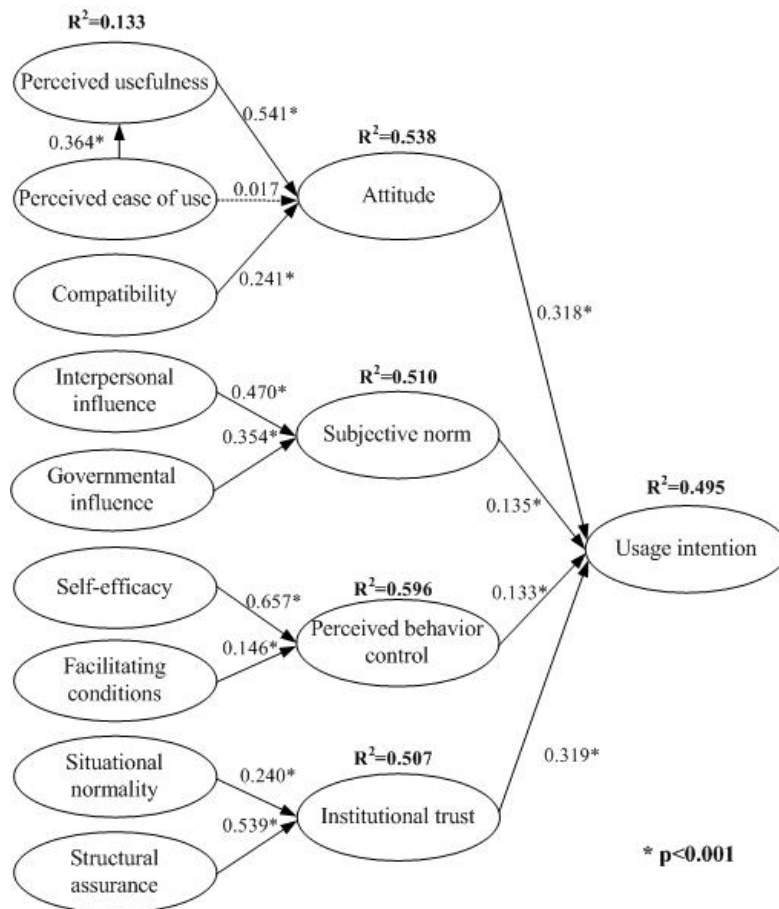 R²=0.133
Perceived usefulness
0.541*
0.364*
R²=0.538
Perceived ease of use
0.017
Attitude
Compatibility
0.241*
0.318*
Interpersonal
influence
0.470*
R²=0.510
0.354*
Subjective norm
Governmental
influence
0.135*
R²=0.495
Usage intention
Self-efficacy
0.657*
R²=0.596
0.133*
Perceived behavior
control
0.146*
Facilitating
conditions
Situational
normality
0.240*
R²=0.507
0.319*
Institutional trust
0.539*
Structural
assurance
* p<0.001